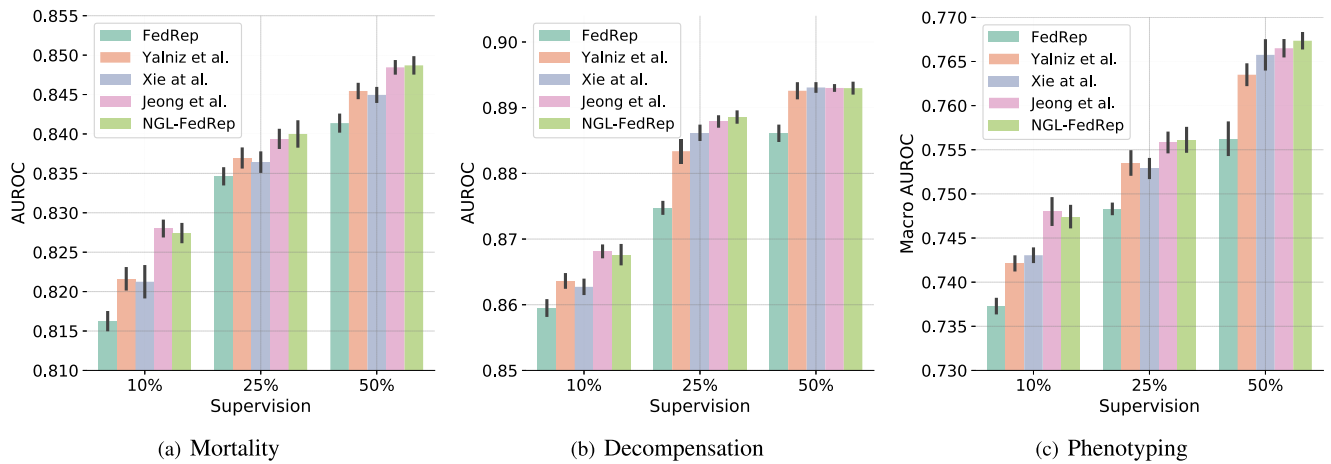 0.855
0.850
0.845
0.840
0.835
0.830
0.825
0.820
0.815
0.810
AUROC
FedRep
Yalniz et al.
Xie at al.
Jeong et al.
NGL-FedRep
10%
25%
50%
Supervision
(a) Mortality
0.90
0.89
0.88
0.87
0.86
0.85
AUROC
FedRep
Yalniz et al.
Xie at al.
Jeong et al.
NGL-FedRep
10%
25%
50%
Supervision
(b) Decompensation
0.770
0.765
0.760
0.755
0.750
0.745
0.740
0.735
0.730
Macro AUROC
FedRep
Yalniz et al.
Xie at al.
Jeong et al.
NGL-FedRep
10%
25%
50%
Supervision
(c) Phenotyping